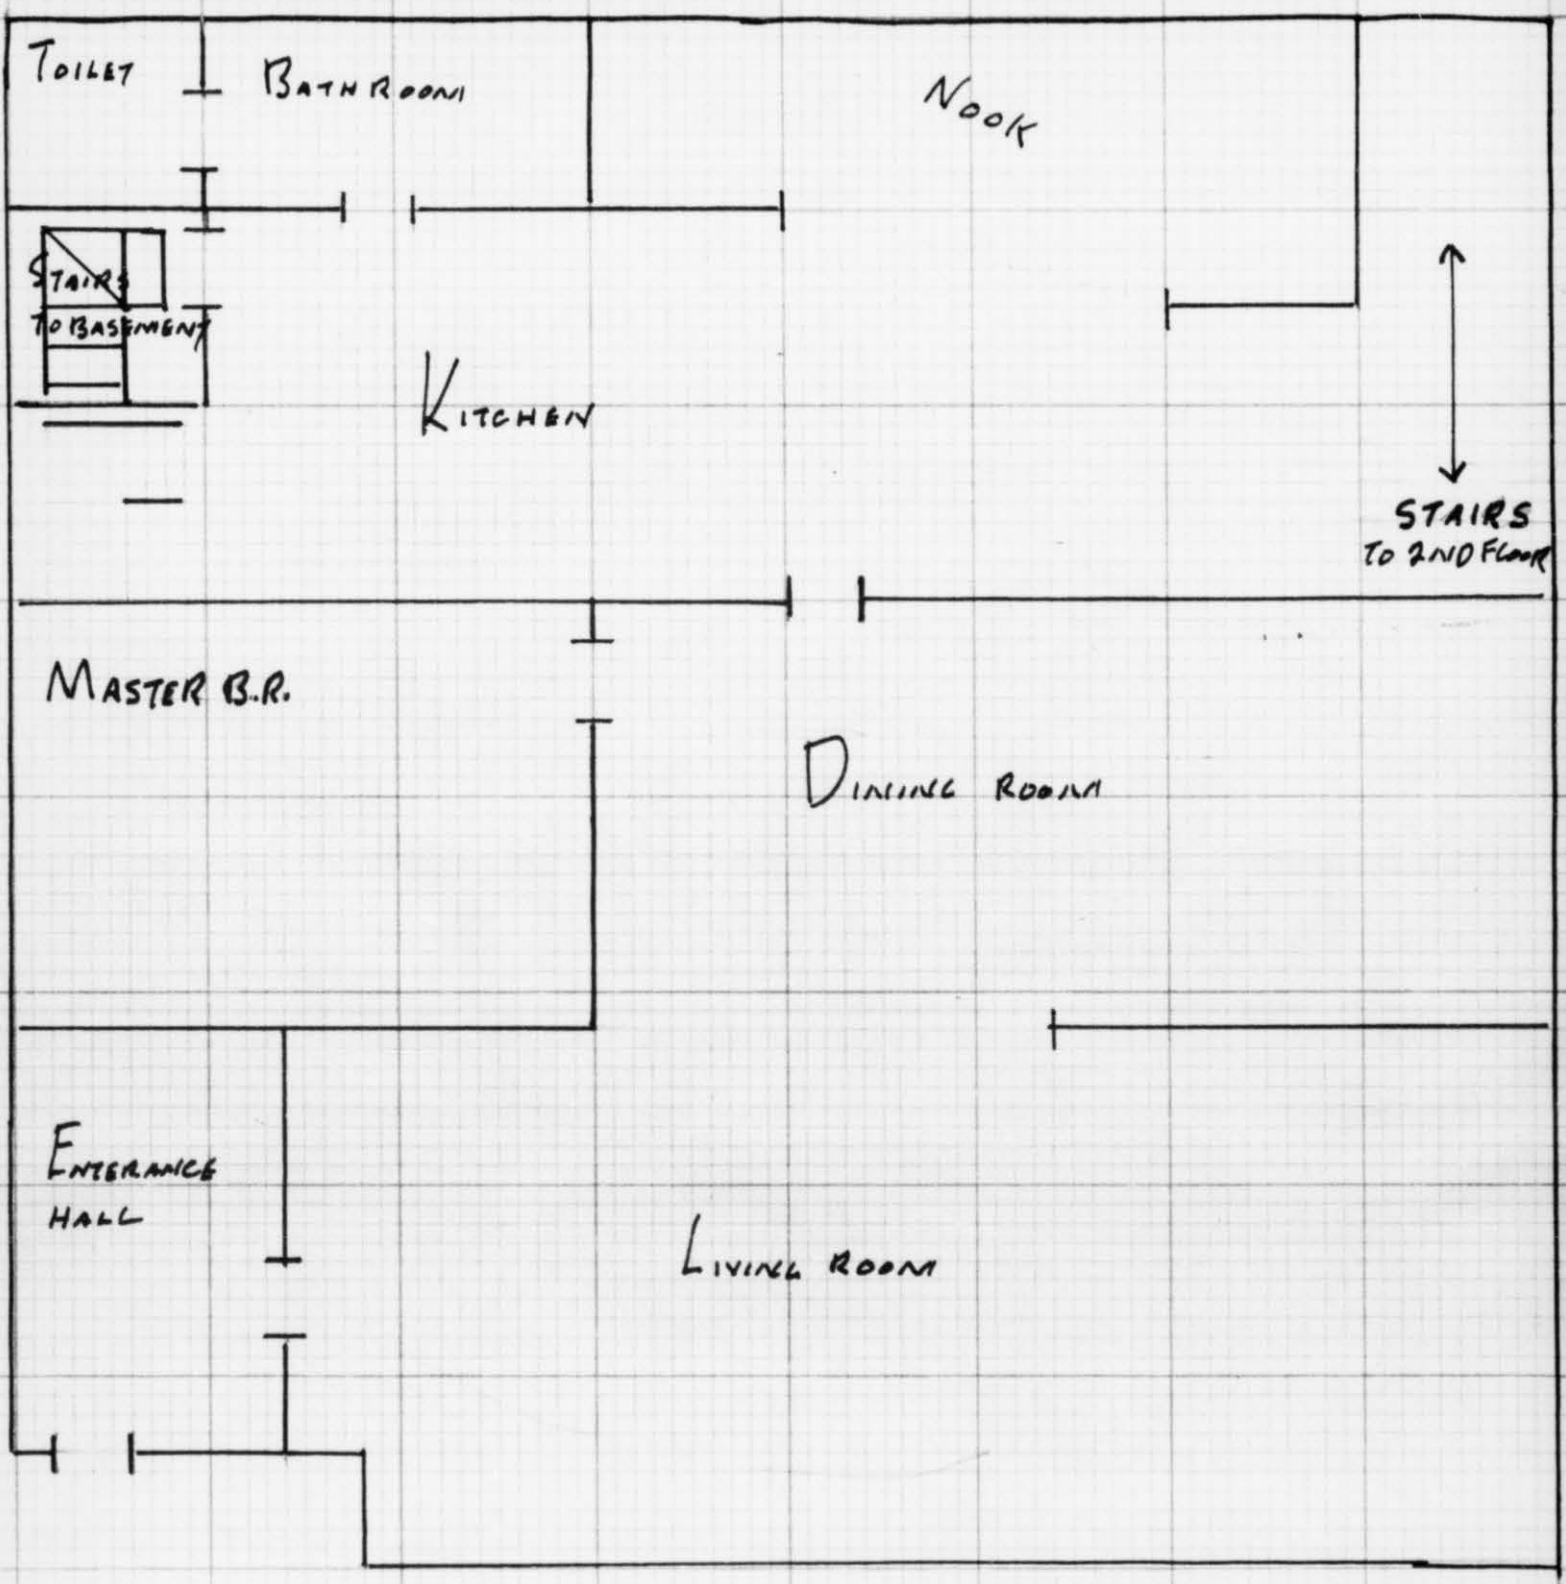 TOILET
BATHROOM
NOOK
STAIRS
TO BASEMENT
KITCHEN
STAIRS
TO 2ND FLOOR
MASTER B.R.
DINING ROOM
ENTERANCE
HALL
LIVING ROOM